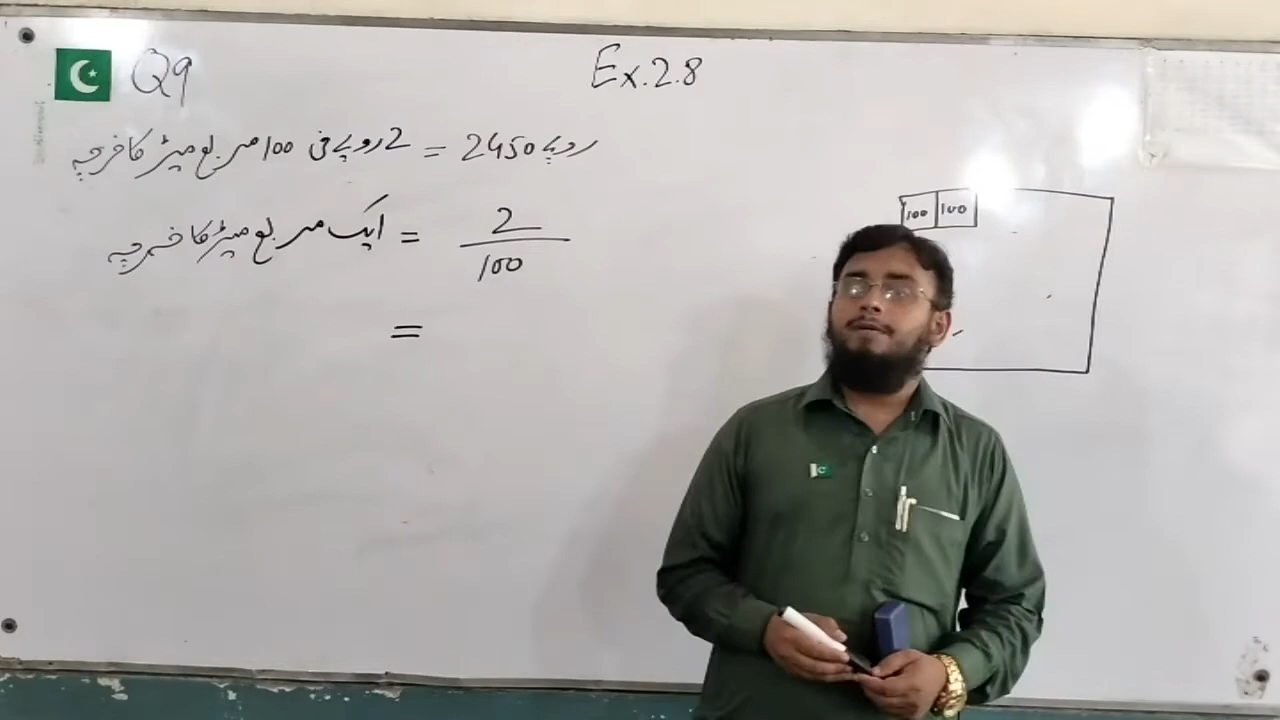 Q9
Ex.2.8
2 روپے فی 100 مربع میٹر کا خرچہ = 2450 روپے
ایک مربع میٹر کا خرچہ = 2/100
=
100 100